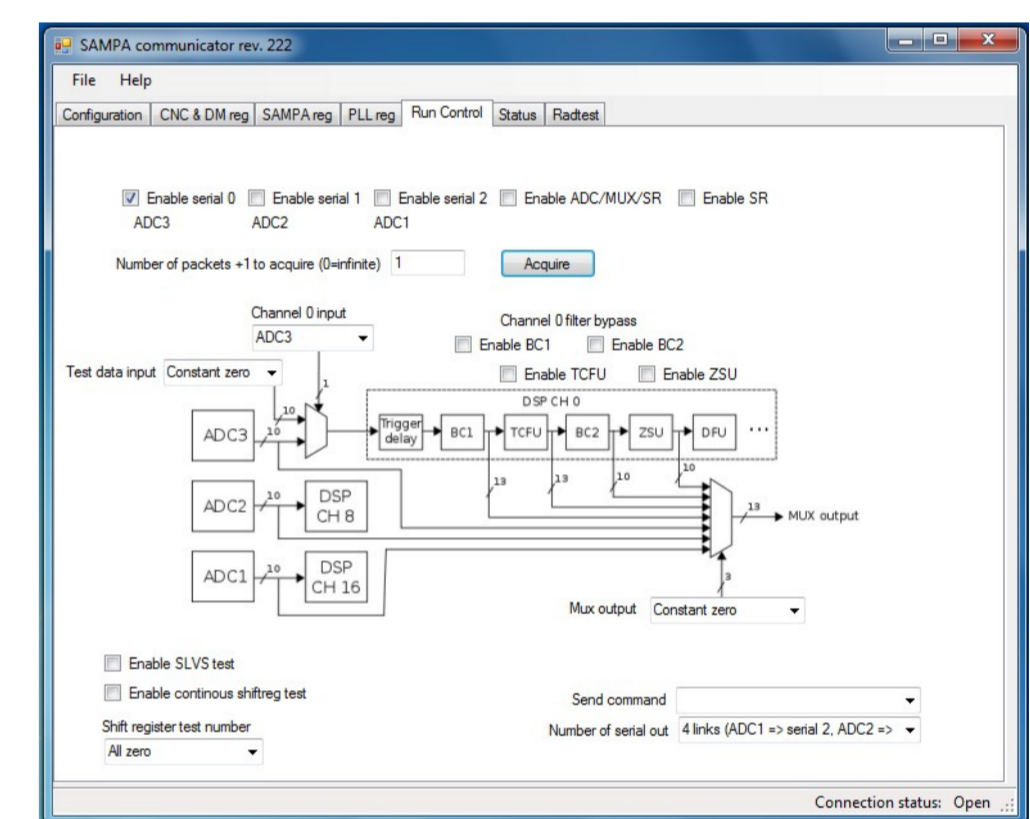 SAMPA communicator rev. 222
File Help
Configuration CNC & DM reg SAMPA reg PLL reg Run Control Status Radtest
Enable serial 0 Enable serial 1 Enable serial 2 Enable ADC/MUX/SR Enable SR
ADC3 ADC2 ADC1
Number of packets +1 to acquire (0=infinite) 1 Acquire
Channel 0 input
ADC3
Channel 0 filter bypass
Enable BC1 Enable BC2
Test data input Constant zero
Enable TCFU Enable ZSU
1
DSP CH 0
10
ADC3 10 Trigger delay BC1 TCFU BC2 ZSU DFU ...
13 13 10 10
ADC2 10 DSP CH 8
13 MUX output
ADC1 10 DSP CH 16
3
Mux output Constant zero
Enable SLVS test
Enable continous shiftreg test
Send command
Shift register test number
Number of serial out 4 links (ADC1 => serial 2, ADC2 =>
All zero
Connection status: Open